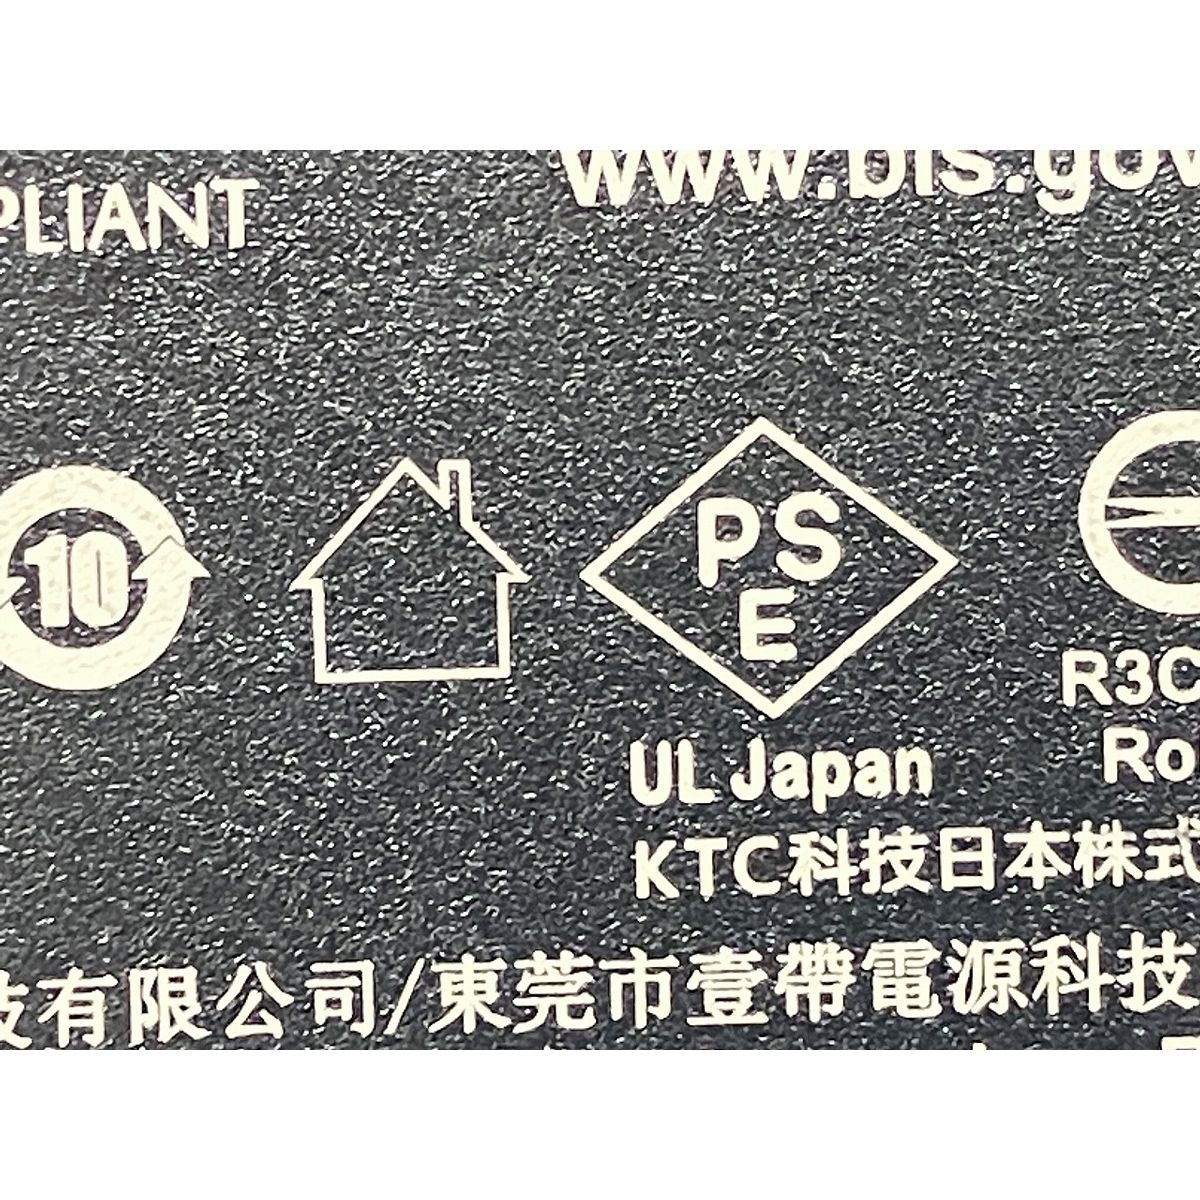 PLIANT
www.bis.gov
10
PS
E
R3C
Ro
UL Japan
KTC科技日本株式
技有限公司/東莞市壹帶電源科技